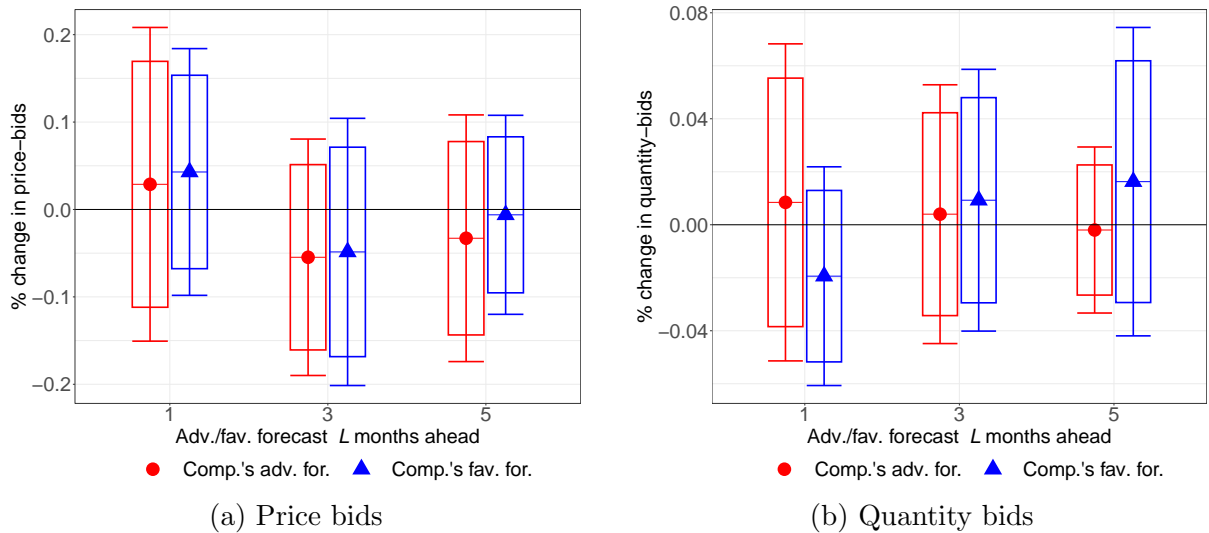 % change in price−bids
0.2
0.1
0.0
−0.1
−0.2
1 3 5
Adv./fav. forecast L months ahead
Comp.'s adv. for. Comp.'s fav. for.
(a) Price bids
% change in quantity−bids
0.08
0.04
0.00
−0.04
1 3 5
Adv./fav. forecast L months ahead
Comp.'s adv. for. Comp.'s fav. for.
(b) Quantity bids